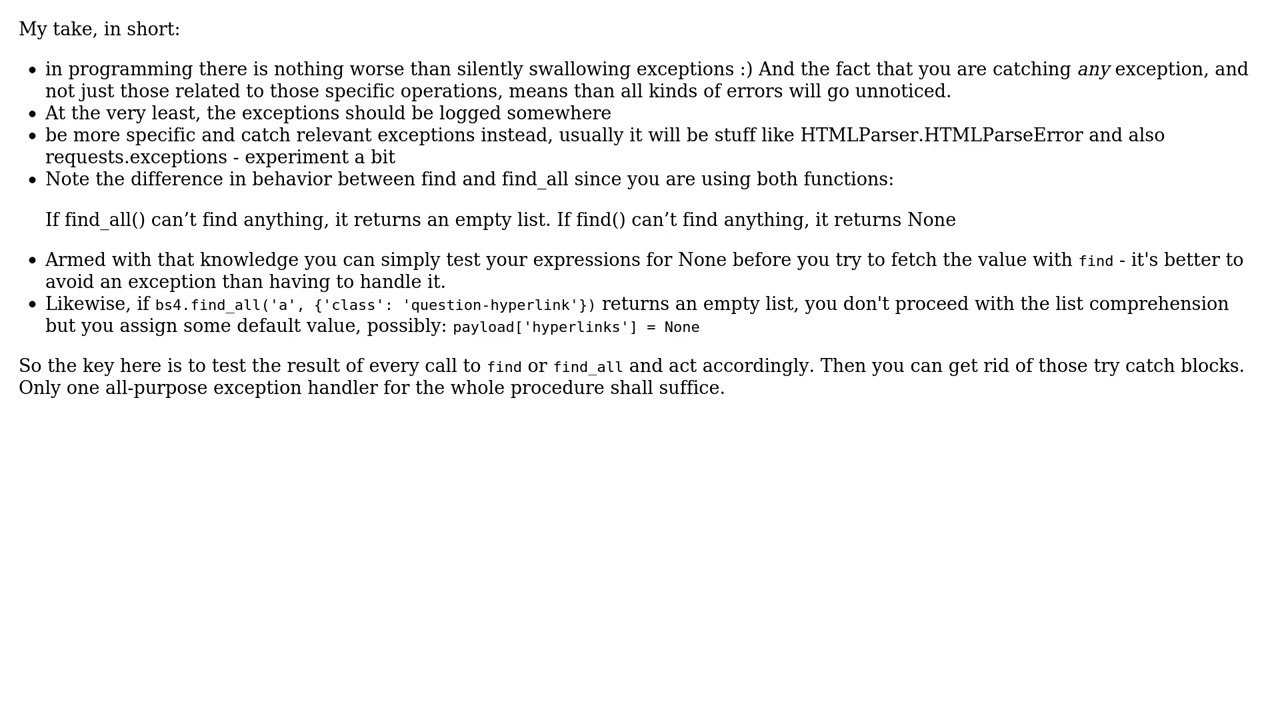 My take, in short:
• in programming there is nothing worse than silently swallowing exceptions :) And the fact that you are catching any exception, and
not just those related to those specific operations, means than all kinds of errors will go unnoticed.
• At the very least, the exceptions should be logged somewhere
• be more specific and catch relevant exceptions instead, usually it will be stuff like HTMLParser.HTMLParseError and also
requests.exceptions - experiment a bit
• Note the difference in behavior between find and find_all since you are using both functions:
If find_all() can’t find anything, it returns an empty list. If find() can’t find anything, it returns None
• Armed with that knowledge you can simply test your expressions for None before you try to fetch the value with find - it's better to
avoid an exception than having to handle it.
• Likewise, if bs4.find_all('a', {'class': 'question-hyperlink'}) returns an empty list, you don't proceed with the list comprehension
but you assign some default value, possibly: payload['hyperlinks'] = None
So the key here is to test the result of every call to find or find_all and act accordingly. Then you can get rid of those try catch blocks.
Only one all-purpose exception handler for the whole procedure shall suffice.